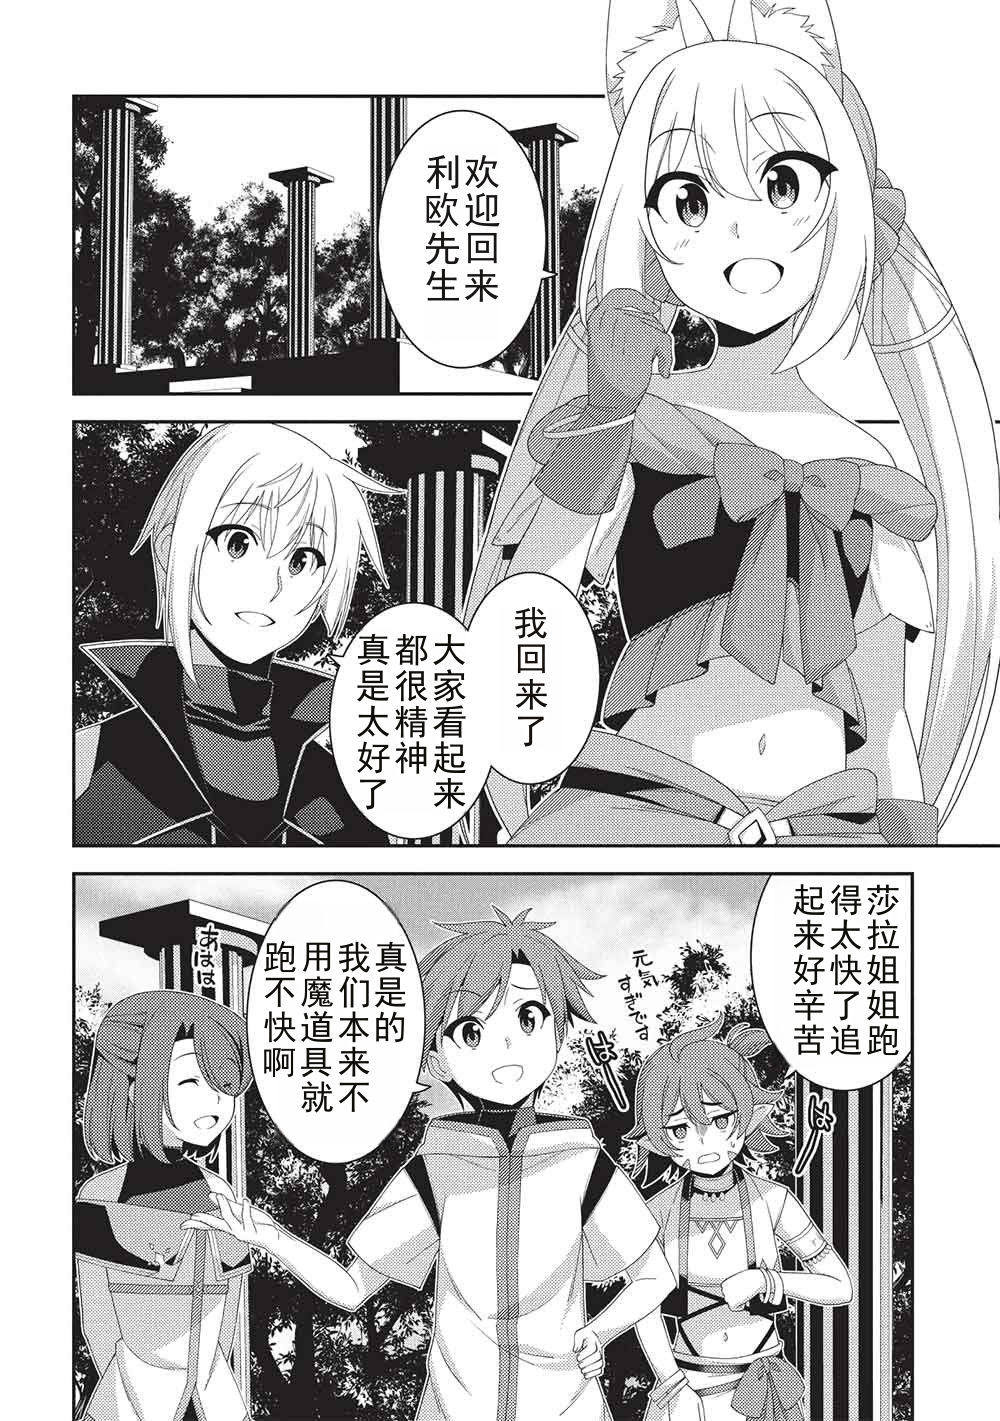 欢迎回来
利欧先生
我回来了
大家看起来
都很精神
真是太好了
莎拉姐姐跑
得太快了追
起来好辛苦
元気
すぎです
はー
はー
真是的
我们本来不
用魔道具就
跑不快啊
あはは